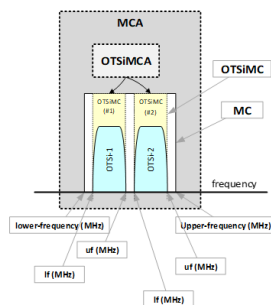 MCA
OTSiMCA
OTSiMC
OTSiMC
OTSiMC
(#1)
(#2)
MC
OTSi-1
OTSi-2
frequency
lower-frequency (MHz)
Upper-frequency (MHz)
uf (MHz)
uf (MHz)
lf (MHz)
lf (MHz)